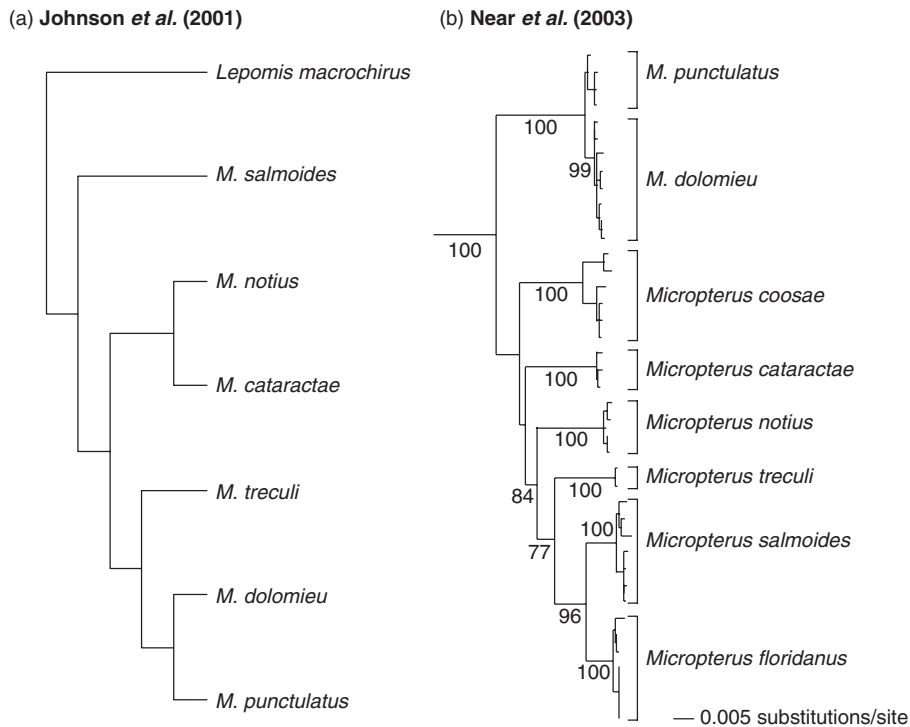 (a) Johnson et al. (2001)
Lepomis macrochirus
M. salmoides
M. notius
M. cataractae
M. treculi
M. dolomieu
M. punctulatus
(b) Near et al. (2003)
M. punctulatus
100
99
M. dolomieu
100
Micropterus coosae
100
Micropterus cataractae
100
Micropterus notius
100
Micropterus treculi
100
84
Micropterus salmoides
100
77
96
Micropterus floridanus
100
0.005 substitutions/site